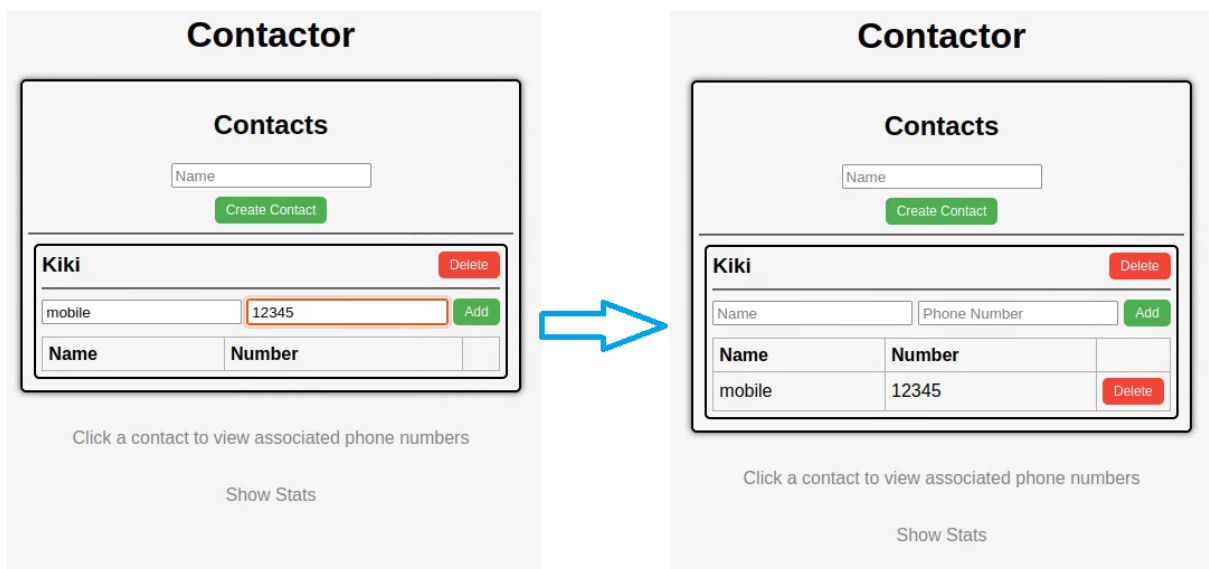 Contactor
Contacts
Name
Create Contact
Kiki Delete
mobile 12345 Add
Name Number
Click a contact to view associated phone numbers
Show Stats
Contactor
Contacts
Name
Create Contact
Kiki Delete
Name Phone Number Add
Name Number
mobile 12345 Delete
Click a contact to view associated phone numbers
Show Stats